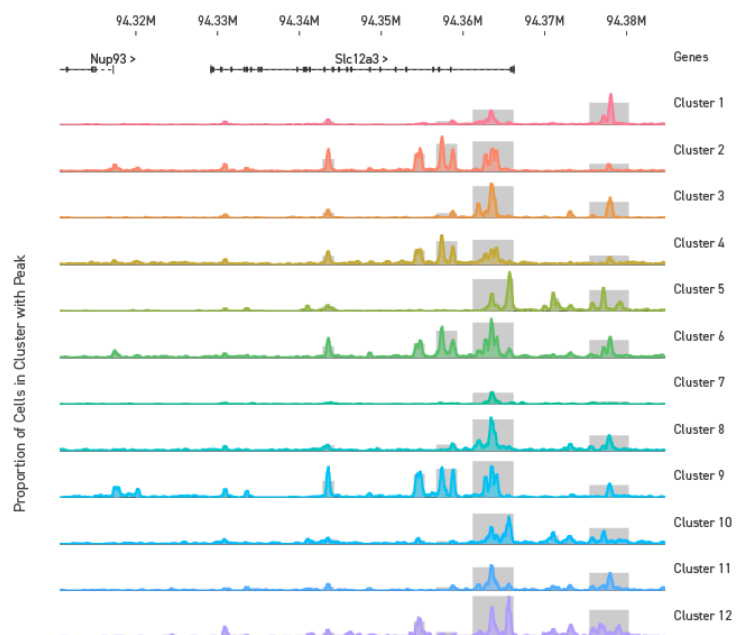 94.32M 94.33M 94.34M 94.35M 94.36M 94.37M 94.38M
Nup93 > Slc12a3 > Genes
Cluster 1
Cluster 2
Cluster 3
Cluster 4
Cluster 5
Cluster 6
Cluster 7
Cluster 8
Cluster 9
Cluster 10
Cluster 11
Cluster 12
Proportion of Cells in Cluster with Peak